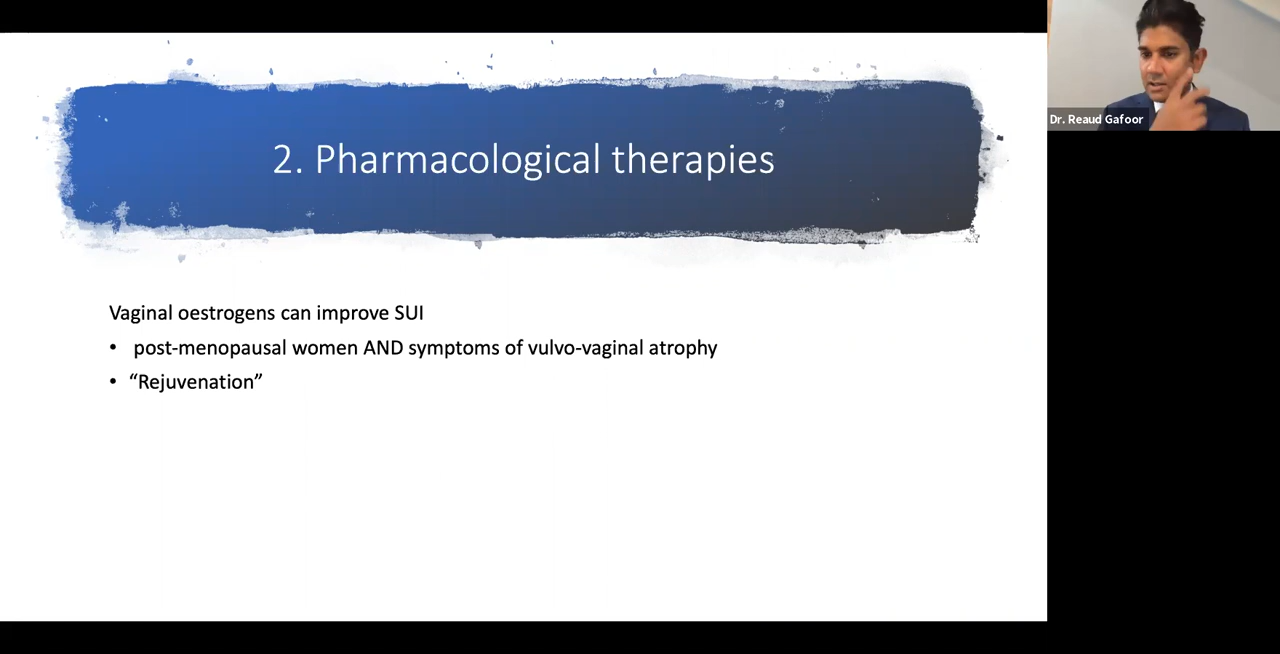 2. Pharmacological therapies
Vaginal oestrogens can improve SUI
• post-menopausal women AND symptoms of vulvo-vaginal atrophy
• “Rejuvenation”
Dr. Reaud Gafoor